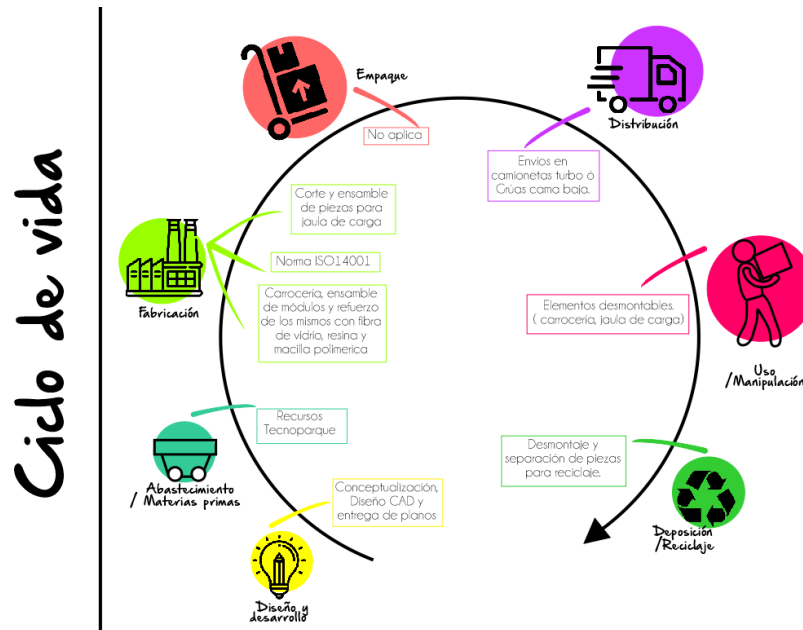 Ciclo de vida
Empaque
No aplica
Distribución
Envios en
camionetas turbo ó
Grúas cama baja.
Corte y ensamble
de piezas para
jaula de carga
Norma ISO14001
Carroceria, ensamble
de módulos y refuerzo
de los mismos con fibra
de vidrio, resina y
macilla polimerica
Fabricación
Elementos desmontables.
( carroceria, jaula de carga)
Uso
/Manipulación
Recursos
Tecnoparque
Abastecimiento
/ Materias primas
Desmontaje y
separación de piezas
para reciclaje.
Deposición
/Reciclaje
Conceptualización,
Diseño CAD y
entrega de planos
Diseño y
desarrollo